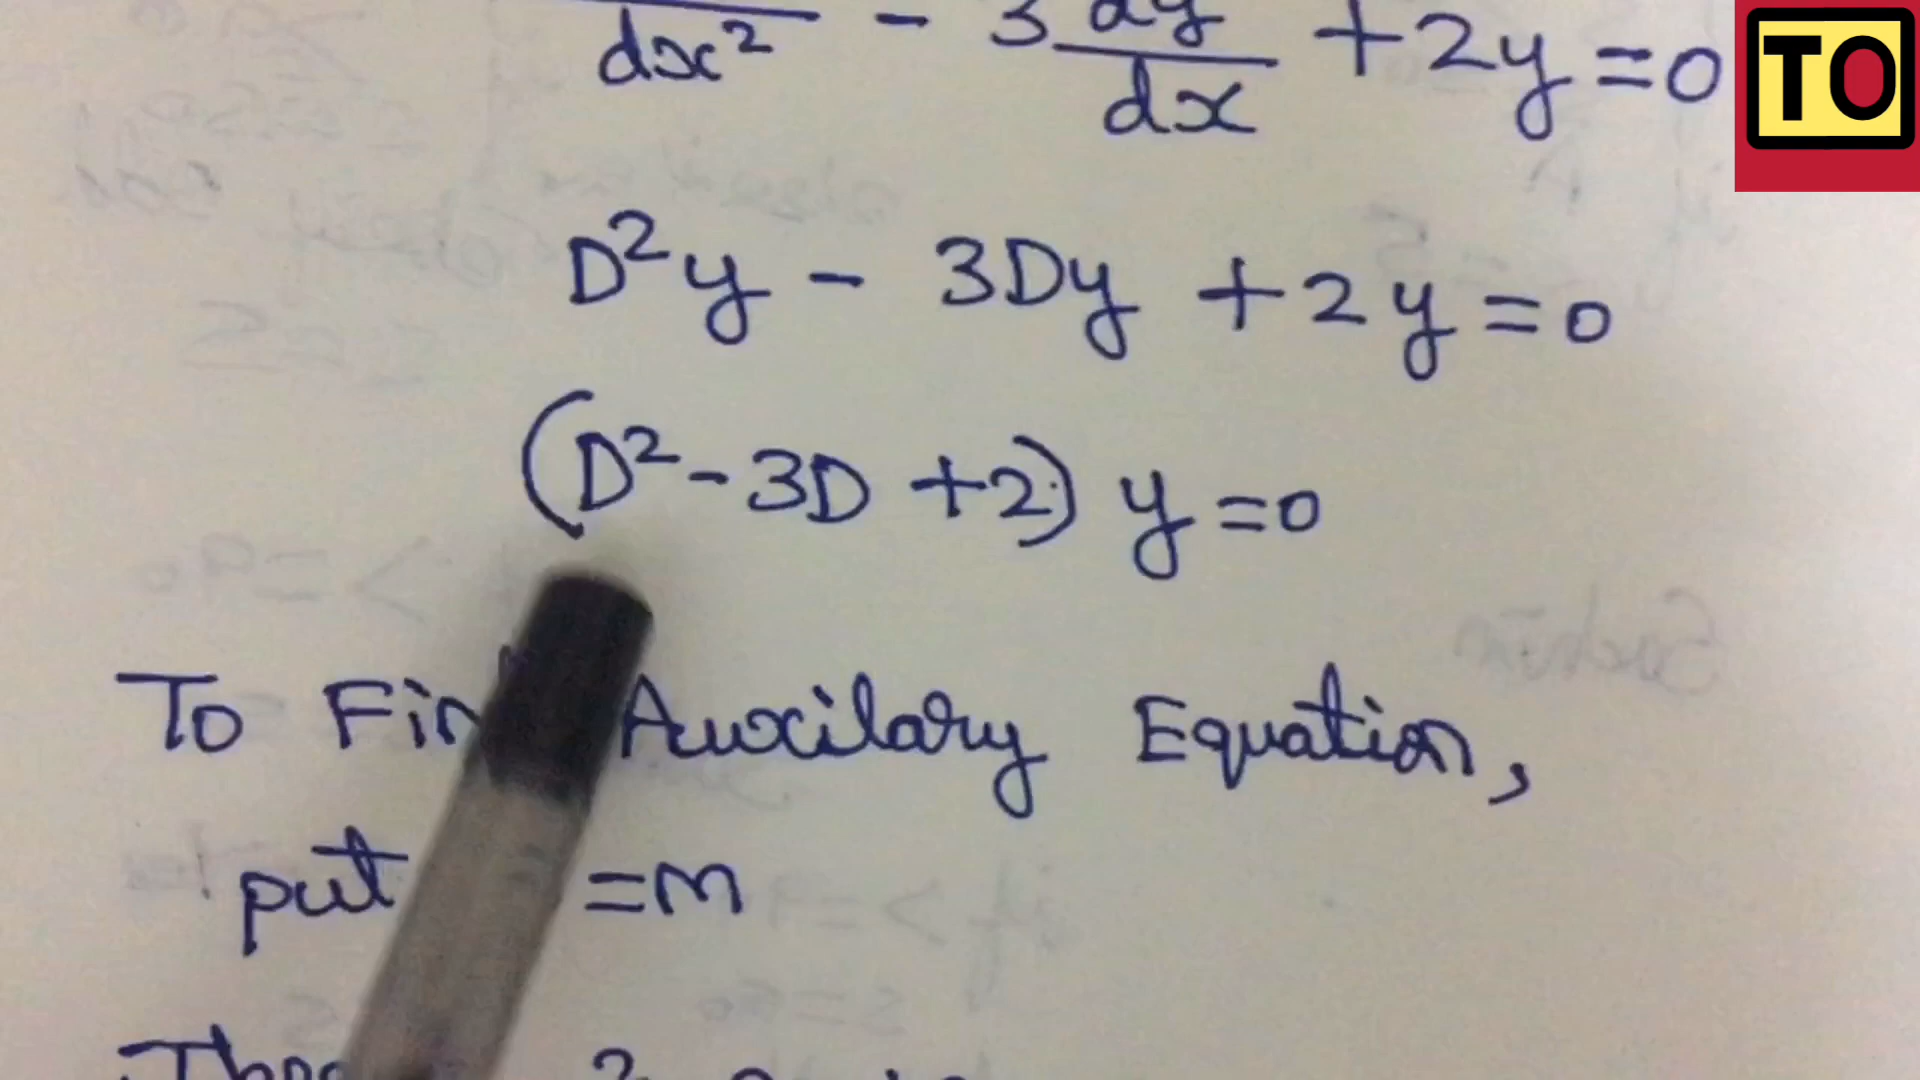 dx² - 3 dy/dx + 2y = 0
TO
D²y - 3Dy + 2y = 0
(D² - 3D + 2) y = 0
To Auxilary Equation,
put = m